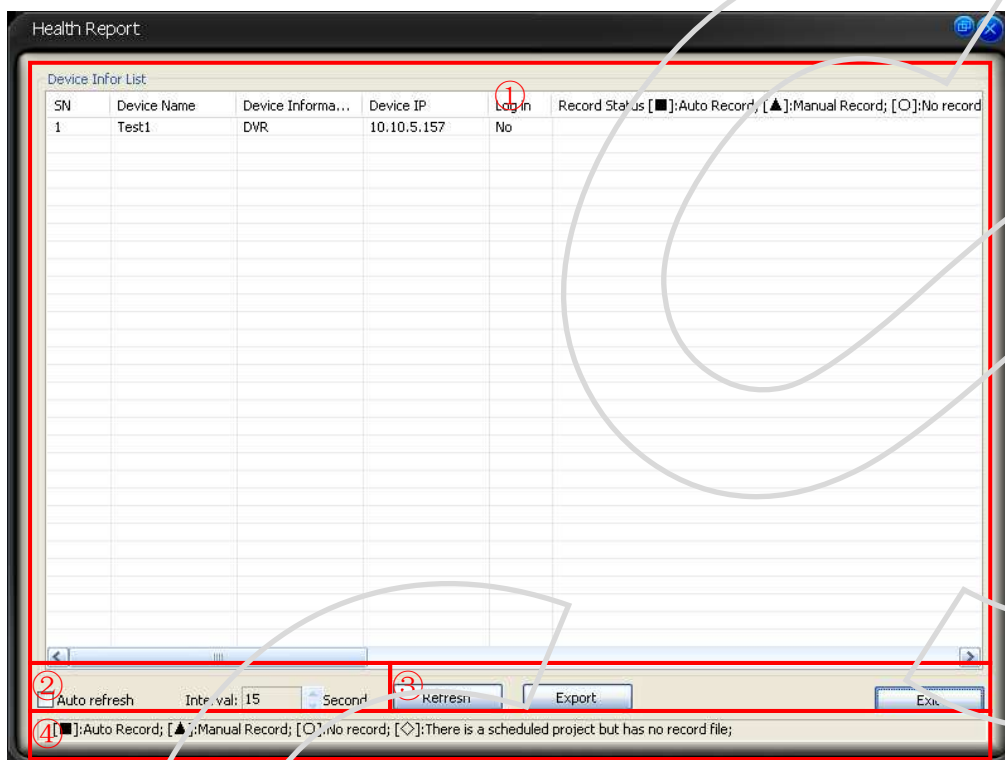 Health Report
Device Infor List
①
SN Device Name Device Informa... Device IP Log in Record Status [■]:Auto Record; [▲]:Manual Record; [○]:No record
1 Test1 DVR 10.10.5.157 No
② ③
Auto refresh Interval: 15 Second Refresh Export Exit
④ [■]:Auto Record; [▲]:Manual Record; [○]:No record; [◇]:There is a scheduled project but has no record file;